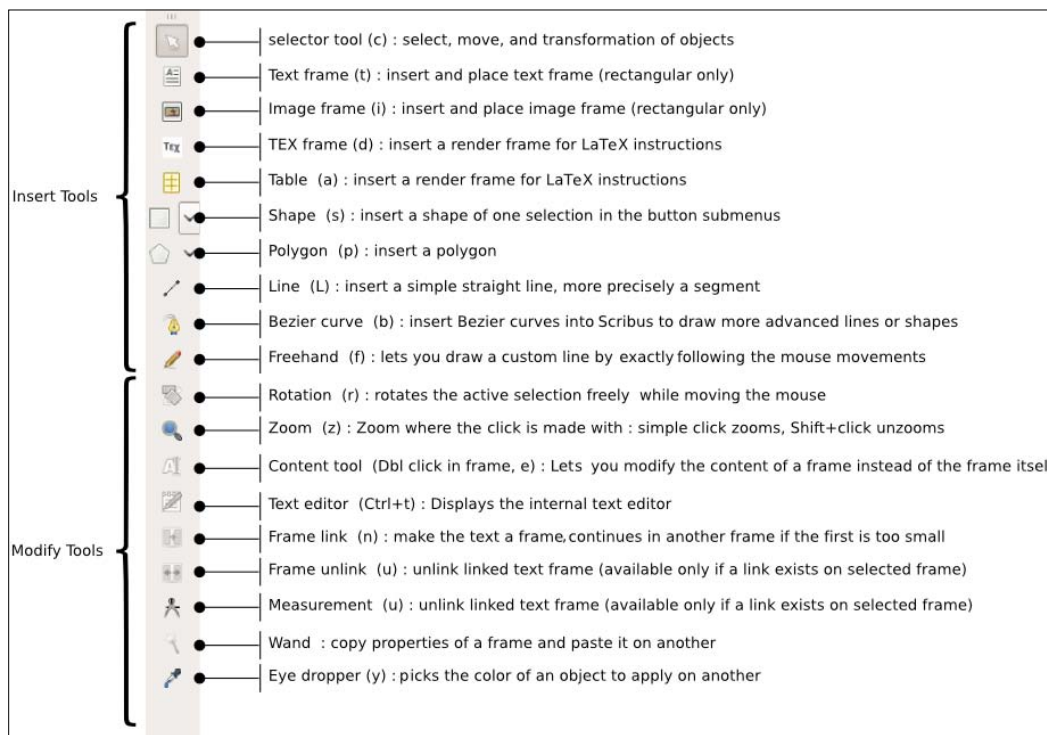 selector tool (c) : select, move, and transformation of objects
Text frame (t) : insert and place text frame (rectangular only)
Image frame (i) : insert and place image frame (rectangular only)
TEX
TEX frame (d) : insert a render frame for LaTeX instructions
Table (a) : insert a render frame for LaTeX instructions
Insert Tools
Shape (s) : insert a shape of one selection in the button submenus
Polygon (p) : insert a polygon
Line (L) : insert a simple straight line, more precisely a segment
Bezier curve (b) : insert Bezier curves into Scribus to draw more advanced lines or shapes
Freehand (f) : lets you draw a custom line by exactly following the mouse movements
Rotation (r) : rotates the active selection freely while moving the mouse
Zoom (z) : Zoom where the click is made with : simple click zooms, Shift+click unzooms
Content tool (Dbl click in frame, e) : Lets you modify the content of a frame instead of the frame itsel
Text editor (Ctrl+t) : Displays the internal text editor
Frame link (n) : make the text a frame,continues in another frame if the first is too small
Modify Tools
Frame unlink (u) : unlink linked text frame (available only if a link exists on selected frame)
Measurement (u) : unlink linked text frame (available only if a link exists on selected frame)
Wand : copy properties of a frame and paste it on another
Eye dropper (y) : picks the color of an object to apply on another